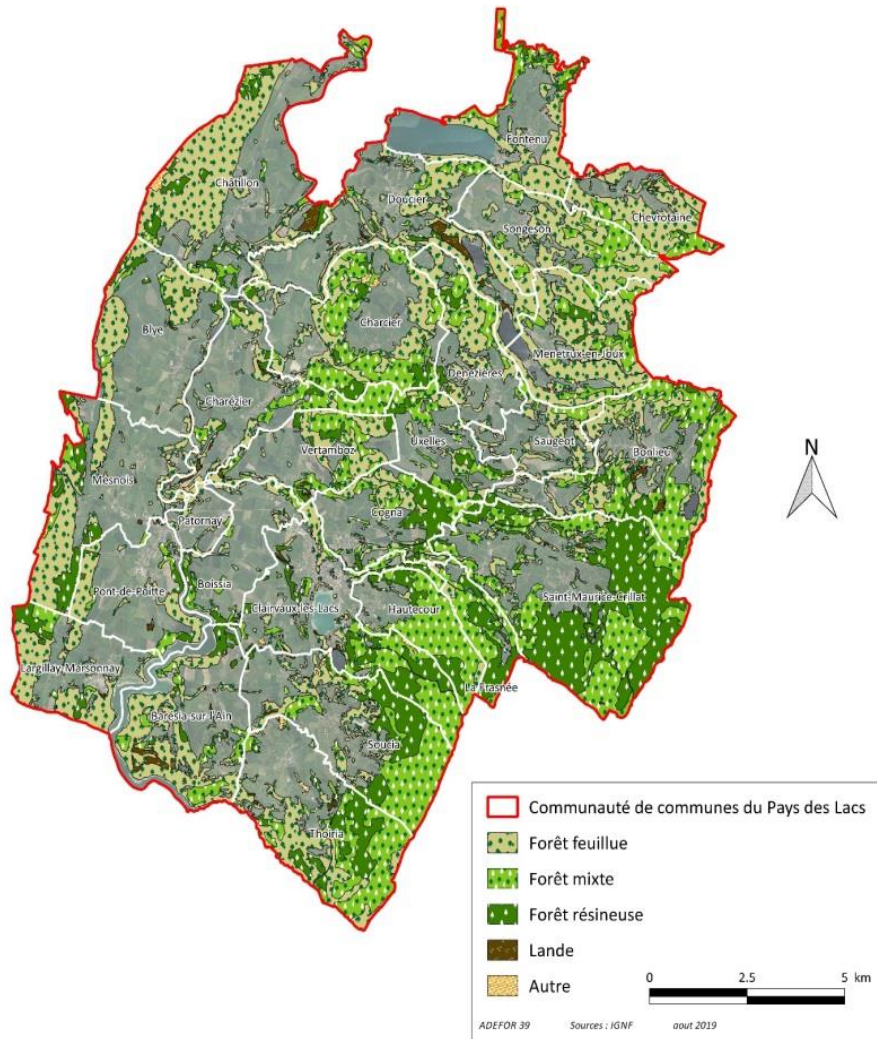 Fontenu
Châtillon
Doucier
Songeson
Chevrotaine
Blye
Charcier
Menetrux-en-Joux
Denezières
Charézier
Vertamboz
Uxelles
Saugeot
Bonlieu
Mesnois
Patornay
Cogna
Pont-de-Poitte
Boissia
Clairvaux-les-Lacs
Hautecour
Saint-Maurice-Crillat
Largillay-Marsonnay
La Frasnée
Barésia-sur-l'Ain
Soucia
Thoiria
N
Communauté de communes du Pays des Lacs
Forêt feuillue
Forêt mixte
Forêt résineuse
Lande
Autre
0 2.5 5 km
ADEFOR 39 Sources : IGNF aout 2019